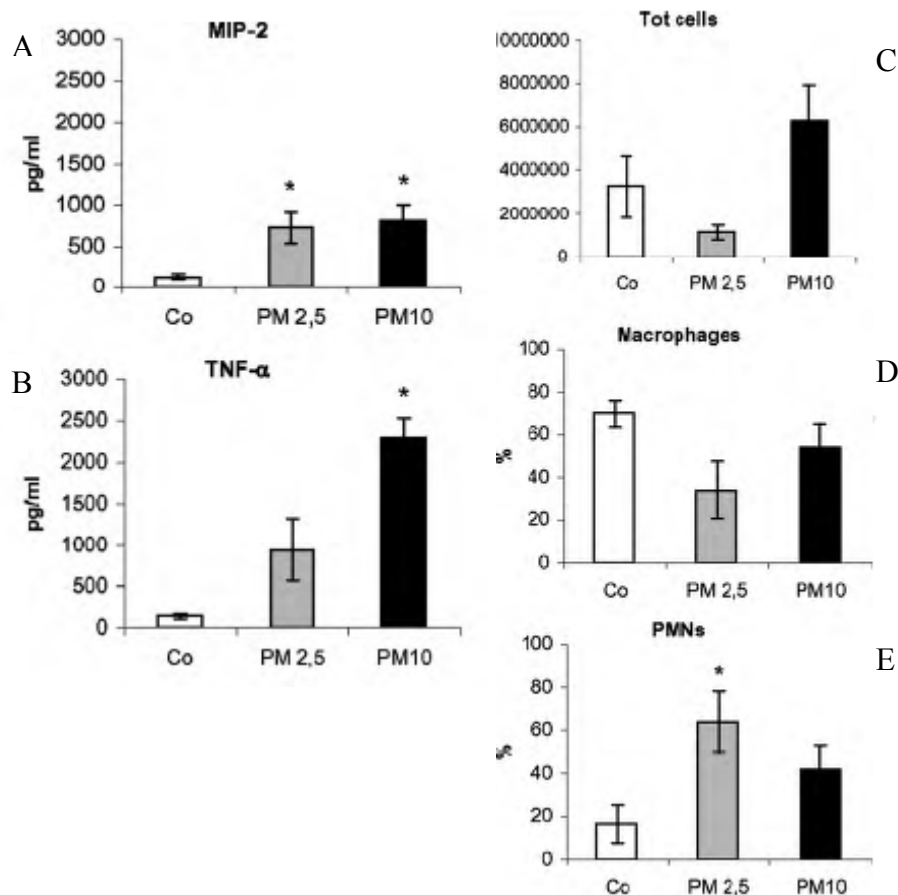 A
MIP-2
3000
2500
2000
1500
1000
500
0
pg/ml
*
*
Co
PM 2,5
PM10
B
TNF-α
3000
2500
2000
1500
1000
500
0
pg/ml
*
Co
PM 2,5
PM10
Tot cells
C
0000000
8000000
6000000
4000000
2000000
0
Co
PM 2,5
PM10
Macrophages
D
100
80
60
40
20
0
%
Co
PM 2,5
PM10
PMNs
E
100
80
60
40
20
0
%
*
Co
PM 2,5
PM10